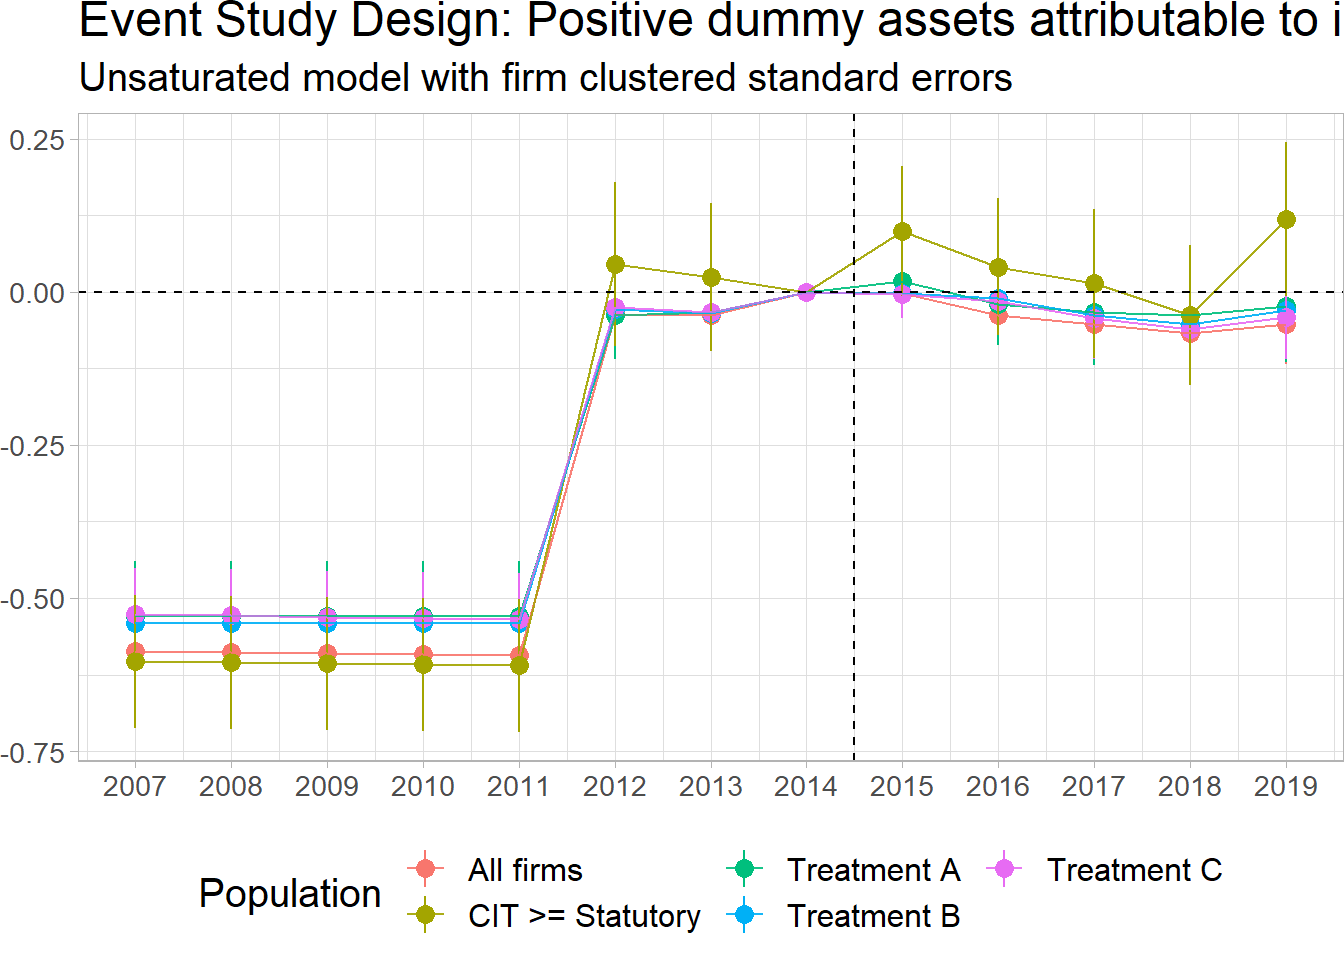 Event Study Design: Positive dummy assets attributable to i
Unsaturated model with firm clustered standard errors
0.25
0.00
-0.25
-0.50
-0.75
2007 2008 2009 2010 2011 2012 2013 2014 2015 2016 2017 2018 2019
Population
All firms
CIT >= Statutory
Treatment A
Treatment B
Treatment C